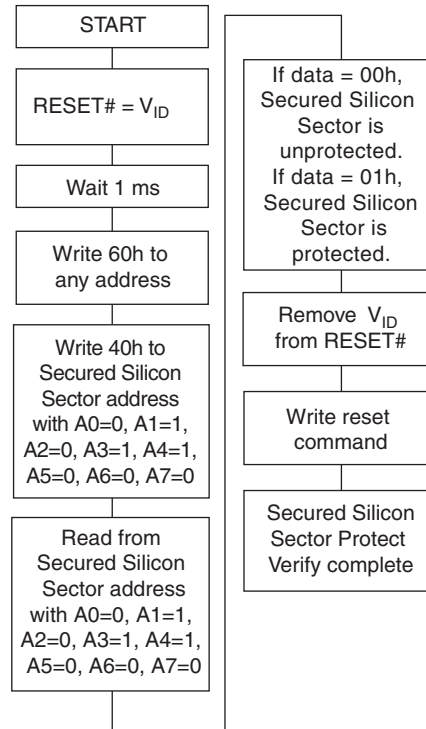 START
RESET# = VID
Wait 1 ms
Write 60h to
any address
Write 40h to
Secured Silicon
Sector address
with A0=0, A1=1,
A2=0, A3=1, A4=1,
A5=0, A6=0, A7=0
Read from
Secured Silicon
Sector address
with A0=0, A1=1,
A2=0, A3=1, A4=1,
A5=0, A6=0, A7=0
If data = 00h,
Secured Silicon
Sector is
unprotected.
If data = 01h,
Secured Silicon
Sector is
protected.
Remove VID
from RESET#
Write reset
command
Secured Silicon
Sector Protect
Verify complete